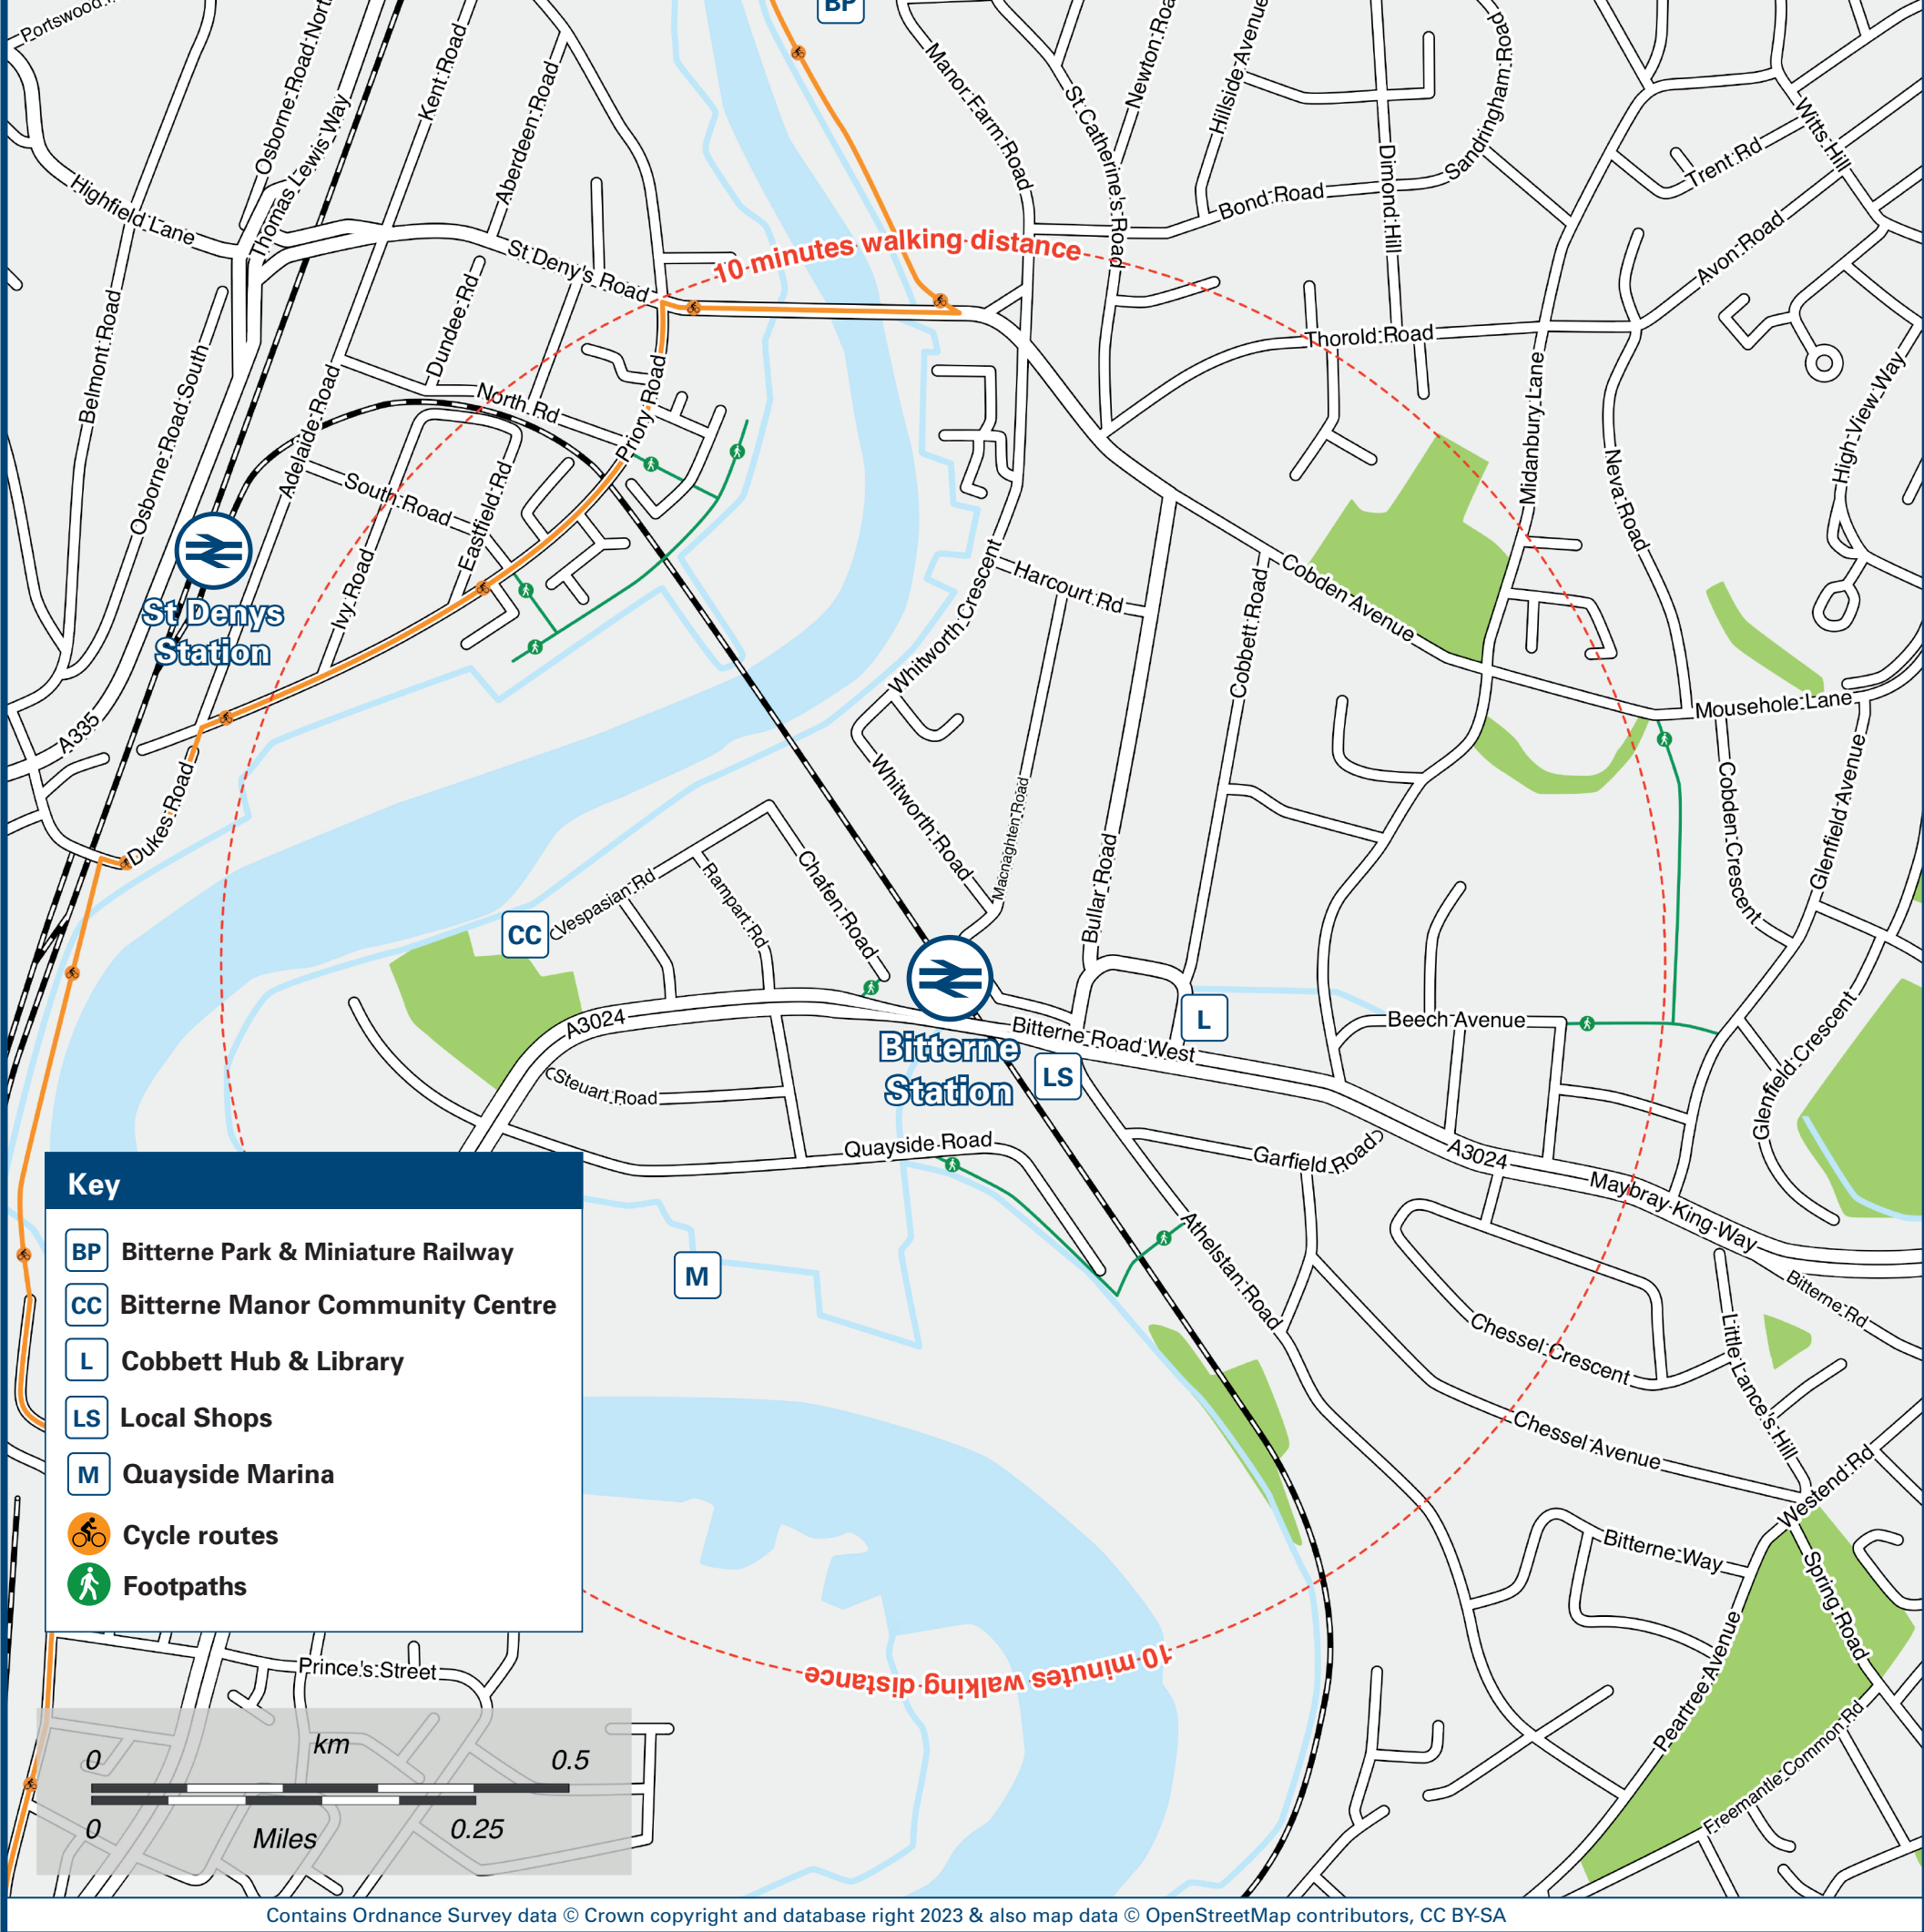 Portswood
BP
Osborne Road North
Thomas Lewis Way
Kent Road
Aberdeen Road
Manor Farm Road
St Catherine's Road
Newton Road
Hillside Avenue
Dimond Hill
Sandringham Road
Witts Hill
Trent Rd
Bond Road
Avon Road
Highfield Lane
St Deny's Road
10 minutes walking distance
Belmont Road
Osborne Road South
Dundee Rd
Adelaide Road
North Rd
Priory Road
Thorold Road
Midanbury Lane
Neva Road
High View Way
South Road
Eastfield Rd
Ivy Road
St Denys
Station
Whitworth Crescent
Harcourt Rd
Cobbett Road
Cobden Avenue
Mousehole Lane
A335
Dukes Road
Whitworth Road
Macnaghten Road
Bullar Road
Cobden Crescent
Glenfield Avenue
CC
Vespasian Rd
Rampart Rd
Chafen Road
L
Beech Avenue
Glenfield Crescent
A3024
Bitterne Road West
Bitterne
Station
LS
Steuart Road
Quayside Road
Garfield Road
A3024
Maybray King Way
Bitterne Rd
Athelstan Road
M
Chessel Crescent
Little Lance's Hill
Chessel Avenue
Westend Rd
Bitterne Way
Spring Road
Peartree Avenue
Freemantle Common Rd
10 minutes walking distance
Prince's Street
Key
BP Bitterne Park & Miniature Railway
CC Bitterne Manor Community Centre
L Cobbett Hub & Library
LS Local Shops
M Quayside Marina
Cycle routes
Footpaths
0 km 0.5
0 Miles 0.25
Contains Ordnance Survey data © Crown copyright and database right 2023 & also map data © OpenStreetMap contributors, CC BY-SA